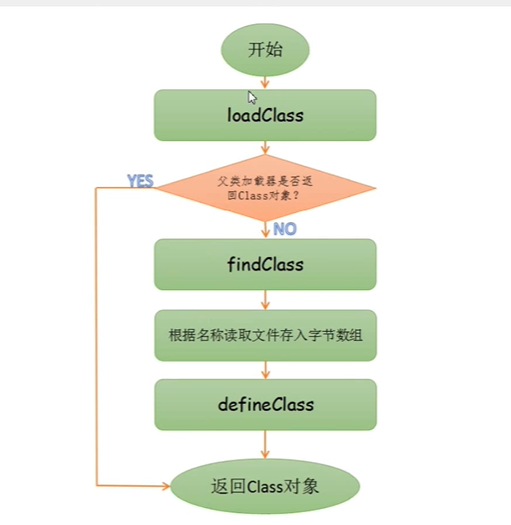 开始
loadClass
父类加载器是否返
回Class对象？
YES
NO
findClass
根据名称读取文件存入字节数组
defineClass
返回Class对象